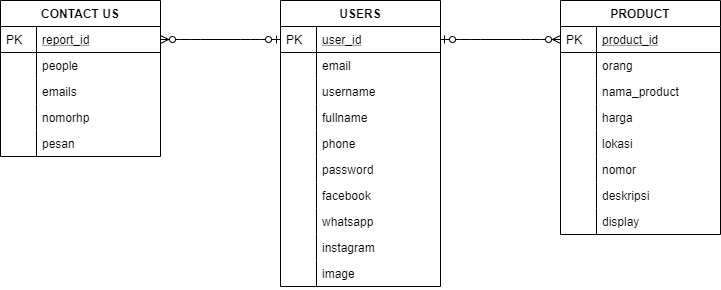 CONTACT US
PK report_id
people
emails
nomorhp
pesan
USERS
PK user_id
email
username
fullname
phone
password
facebook
whatsapp
instagram
image
PRODUCT
PK product_id
orang
nama_product
harga
lokasi
nomor
deskripsi
display